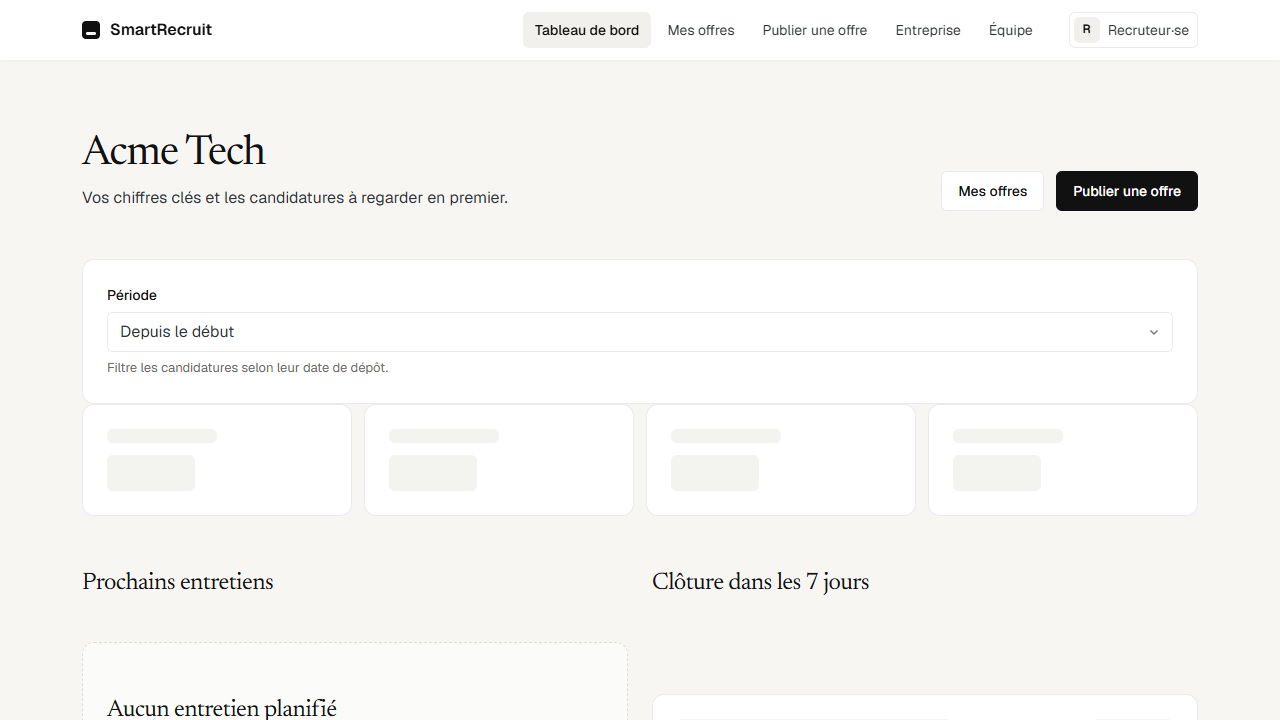 SmartRecruit
Tableau de bord
Mes offres
Publier une offre
Entreprise
Équipe
R
Recruteur·se
Acme Tech
Vos chiffres clés et les candidatures à regarder en premier.
Mes offres
Publier une offre
Période
Depuis le début
Filtre les candidatures selon leur date de dépôt.
Prochains entretiens
Clôture dans les 7 jours
Aucun entretien planifié